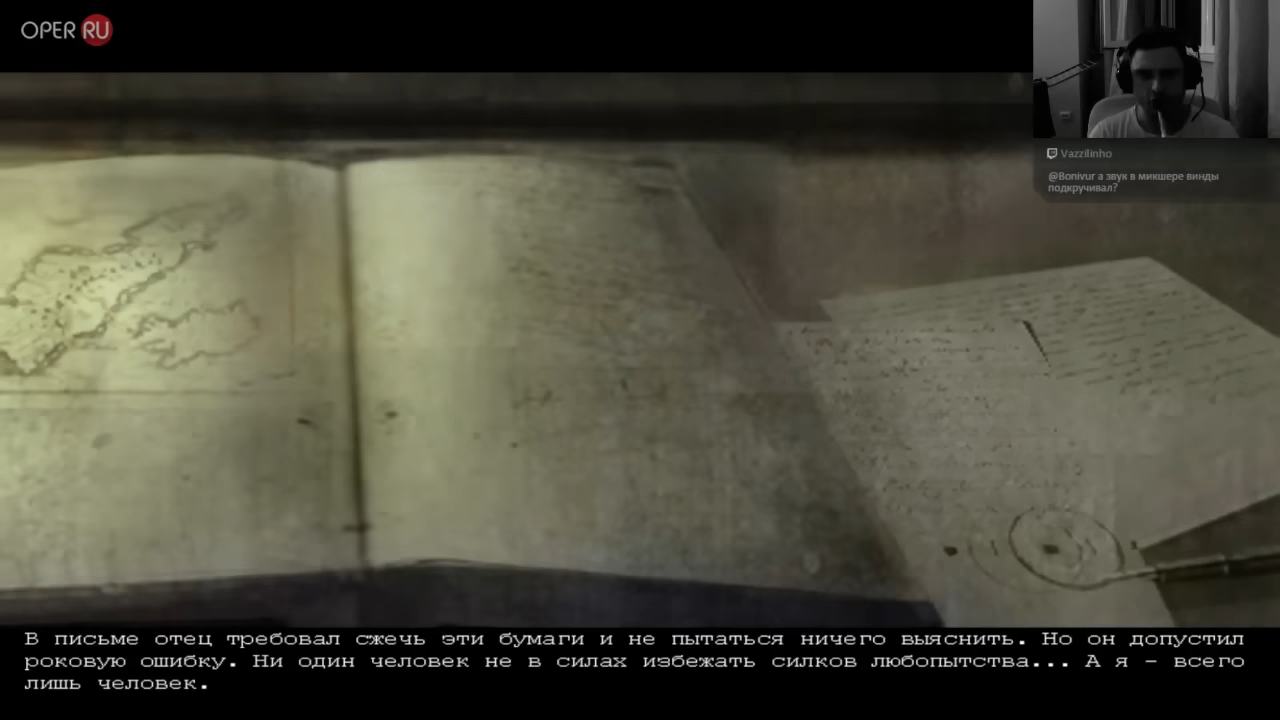 OPER RU
Vazzilinho
@Bonivur а звук в микшере винды
подкручивал?
В письме отец требовал сжечь эти бумаги и не пытаться ничего выяснить. Но он допустил
роковую ошибку. Ни один человек не в силах избежать силков любопытства... А я – всего
лишь человек.